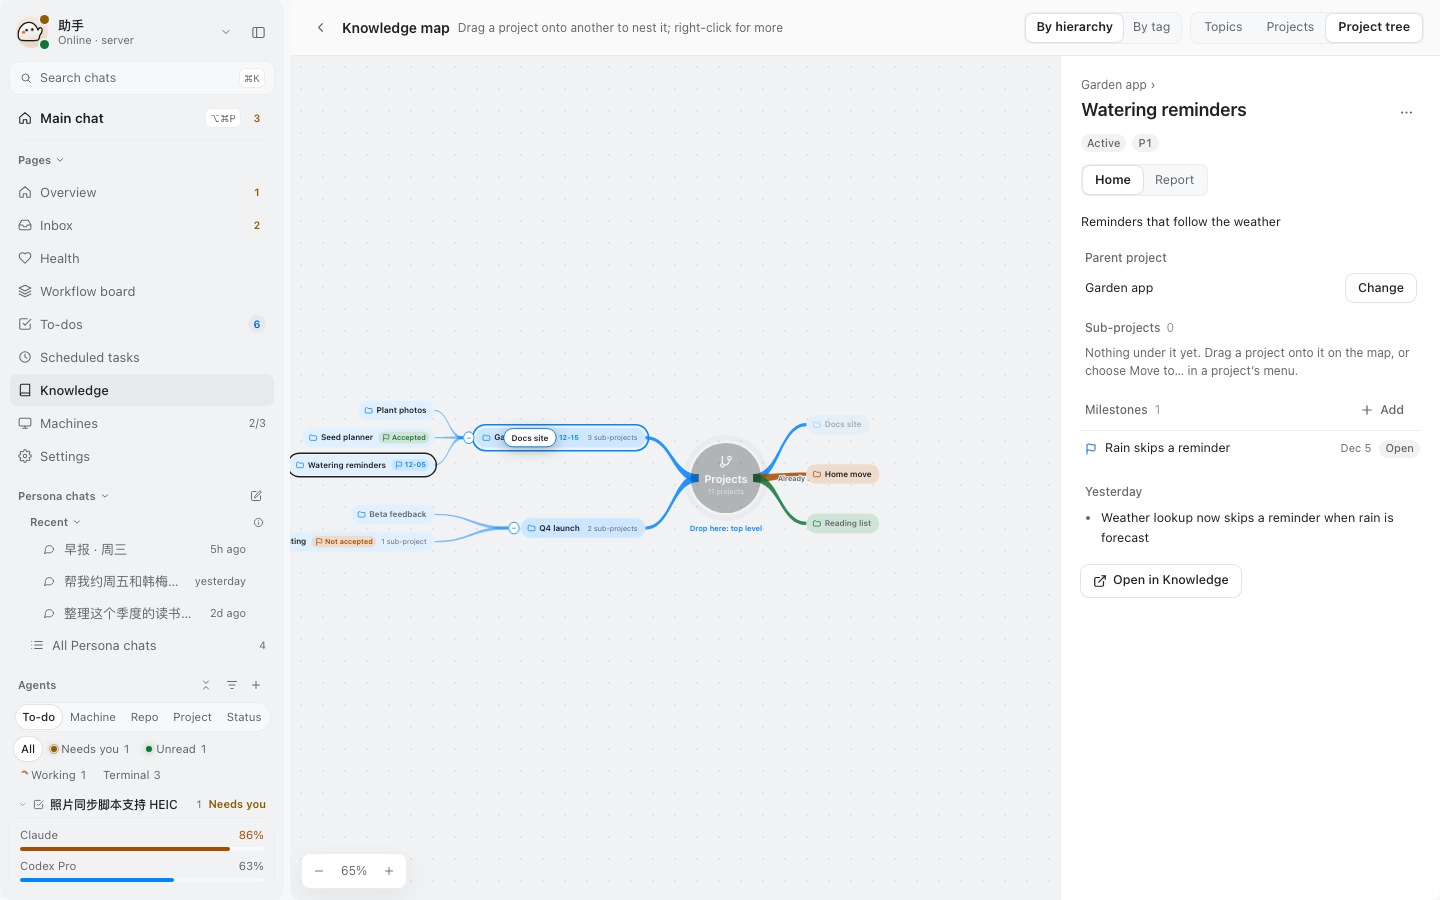 助手
Online · server
Search chats
⌘K
Main chat
⌥⌘P
3
Pages
Overview
1
Inbox
2
Health
Workflow board
To-dos
6
Scheduled tasks
Knowledge
Machines
2/3
Settings
Persona chats
Recent
早报 · 周三
5h ago
帮我约周五和韩梅…
yesterday
整理这个季度的读书…
2d ago
All Persona chats
4
Agents
To-do Machine Repo Project Status
All Needs you 1 Unread 1
Working 1 Terminal 3
照片同步脚本支持 HEIC 1 Needs you
Claude 86%
Codex Pro 63%
Knowledge map Drag a project onto another to nest it; right-click for more
By hierarchy By tag
Topics Projects Project tree
Plant photos
Seed planner Accepted
Watering reminders 12-05
Docs site 12-15 3 sub-projects
Beta feedback
Not accepted 1 sub-project
Q4 launch 2 sub-projects
Projects
11 projects
Drop here: top level
Docs site
Already
Home move
Reading list
65%
Garden app ›
Watering reminders
Active P1
Home Report
Reminders that follow the weather
Parent project
Garden app
Change
Sub-projects 0
Nothing under it yet. Drag a project onto it on the map, or
choose Move to… in a project's menu.
Milestones 1
Add
Rain skips a reminder Dec 5 Open
Yesterday
Weather lookup now skips a reminder when rain is
forecast
Open in Knowledge